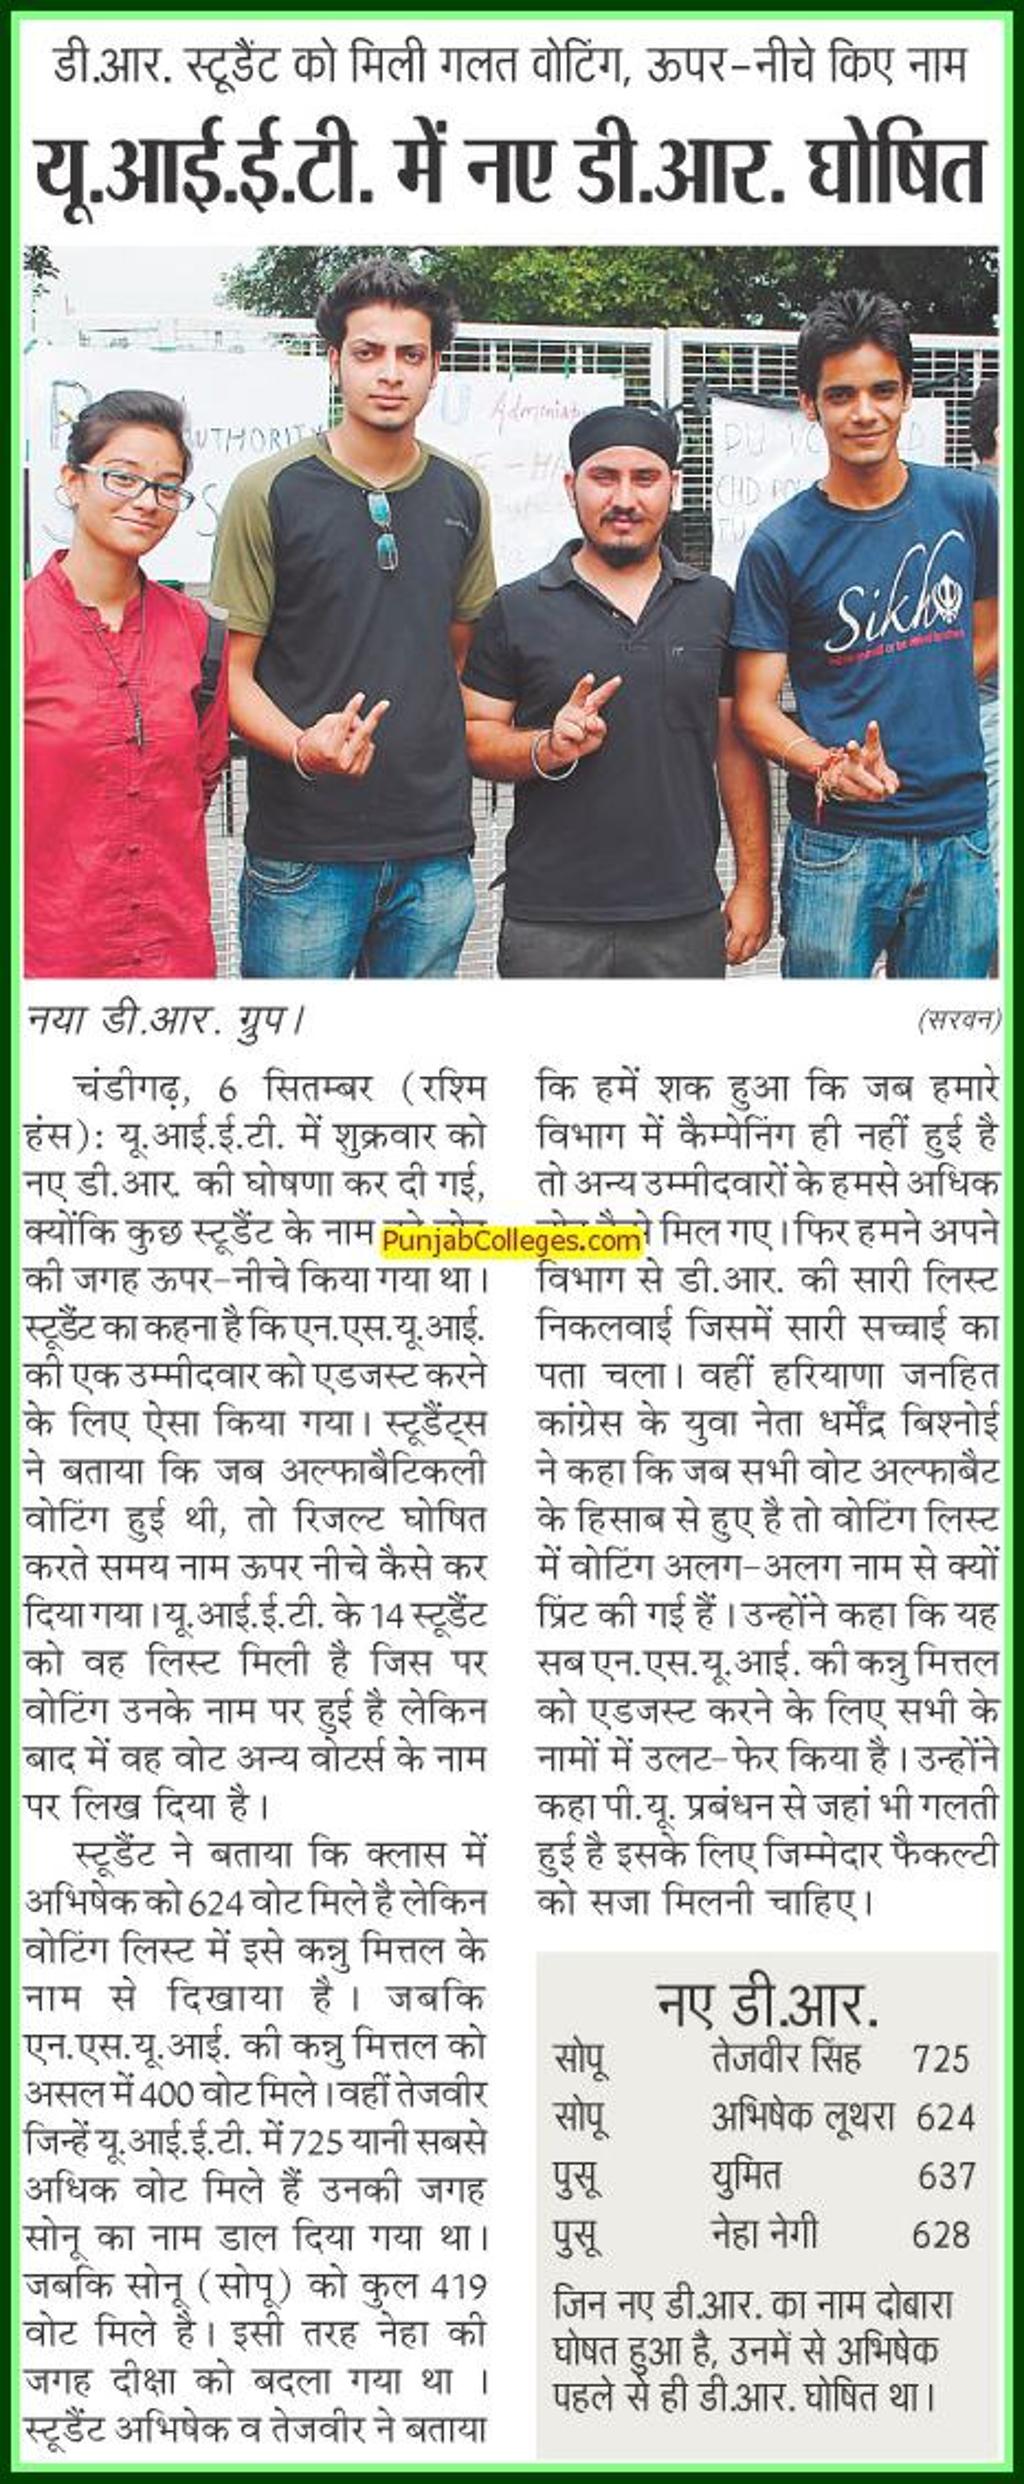 डी.आर. स्टूडैंट को मिली गलत वोटिंग, ऊपर-नीचे किए नाम
यू.आई.ई.टी. में नए डी.आर. घोषित
AUTHORITY
Administ
CHD
Sikh
नया डी.आर. ग्रुप।
(सरवन)
चंडीगढ़, 6 सितम्बर (रश्मि
हंस): यू.आई.ई.टी. में शुक्रवार को
नए डी.आर. की घोषणा कर दी गई,
क्योंकि कुछ स्टूडैंट के नाम
की जगह ऊपर-नीचे किया गया था।
स्टूडैंट का कहना है कि एन.एस.यू.आई.
की एक उम्मीदवार को एडजस्ट करने
के लिए ऐसा किया गया। स्टूडैंट्स
ने बताया कि जब अल्फाबैटिकली
वोटिंग हुई थी, तो रिजल्ट घोषित
करते समय नाम ऊपर नीचे कैसे कर
दिया गया। यू.आई.ई.टी. के 14 स्टूडैंट
को वह लिस्ट मिली है जिस पर
वोटिंग उनके नाम पर हुई है लेकिन
बाद में वह वोट अन्य वोटर्स के नाम
पर लिख दिया है।
स्टूडैंट ने बताया कि क्लास में
अभिषेक को 624 वोट मिले है लेकिन
वोटिंग लिस्ट में इसे कन्नु मित्तल के
नाम से दिखाया है। जबकि
एन.एस.यू.आई. की कन्नु मित्तल को
असल में 400 वोट मिले। वहीं तेजवीर
जिन्हें यू.आई.ई.टी. में 725 यानी सबसे
अधिक वोट मिले हैं उनकी जगह
सोनू का नाम डाल दिया गया था।
जबकि सोनू (सोपू) को कुल 419
वोट मिले है। इसी तरह नेहा की
जगह दीक्षा को बदला गया था ।
स्टूडैंट अभिषेक व तेजवीर ने बताया
PunjabColleges.com
कि हमें शक हुआ कि जब हमारे
विभाग में कैम्पेनिंग ही नहीं हुई है
तो अन्य उम्मीदवारों के हमसे अधिक
मिल गए। फिर हमने अपने
विभाग से डी.आर. की सारी लिस्ट
निकलवाई जिसमें सारी सच्चाई का
पता चला। वहीं हरियाणा जनहित
कांग्रेस के युवा नेता धर्मेंद्र बिश्नोई
ने कहा कि जब सभी वोट अल्फाबैट
के हिसाब से हुए है तो वोटिंग लिस्ट
में वोटिंग अलग-अलग नाम से क्यों
प्रिंट की गई हैं। उन्होंने कहा कि यह
सब एन.एस.यू.आई. की कन्नु मित्तल
को एडजस्ट करने के लिए सभी के
नामों में उलट-फेर किया है। उन्होंने
कहा पी.यू. प्रबंधन से जहां भी गलती
हुई है इसके लिए जिम्मेदार फैकल्टी
को सजा मिलनी चाहिए।
नए डी.आर.
सोपू तेजवीर सिंह 725
सोपू अभिषेक लूथरा 624
पुसू युमित 637
पुसू नेहा नेगी 628
जिन नए डी.आर. का नाम दोबारा
घोषत हुआ है, उनमें से अभिषेक
पहले से ही डी.आर. घोषित था।